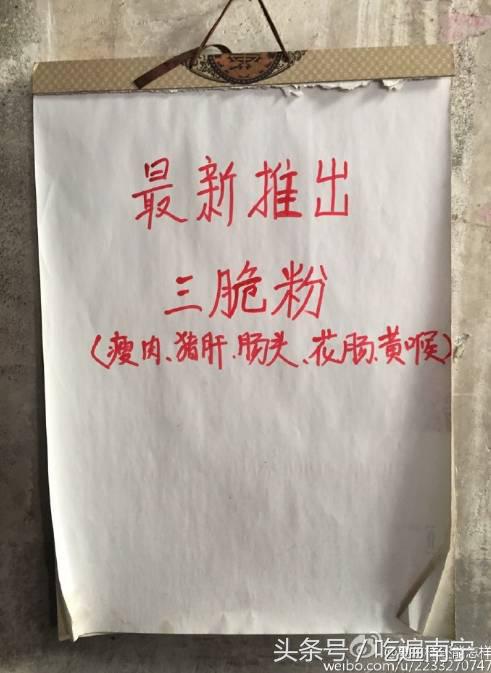 最新推出
三脆粉
(瘦肉、猪肝、肠头、花肠、黄喉)
头条号/吃遍南宁
weibo.com/u/2233270747